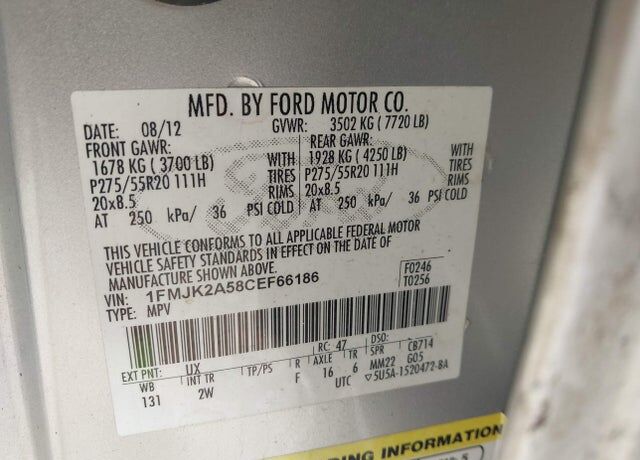 MFD. BY FORD MOTOR CO.
DATE: 08/12 GVWR: 3502 KG ( 7720 LB)
FRONT GAWR: REAR GAWR:
1678 KG ( 3700 LB) WITH 1928 KG ( 4250 LB) WITH
P275/55R20 111H TIRES P275/55R20 111H TIRES
20x8.5 RIMS 20x8.5 RIMS
AT 250 kPa/ 36 PSI COLD AT 250 kPa/ 36 PSI COLD
THIS VEHICLE CONFORMS TO ALL APPLICABLE FEDERAL MOTOR
VEHICLE SAFETY STANDARDS IN EFFECT ON THE DATE OF
MANUFACTURE SHOWN ABOVE.
VIN: 1FMJK2A58CEF66186 F0246
TYPE: MPV T0256
EXT PNT: UX RC: 47 DSO:
WB INT TR TP/PS R AXLE TR SPR CB714
131 2W F 16 6 MM22 G05
UTC ▽5U5A-1520472-BA
DING INFORMATION